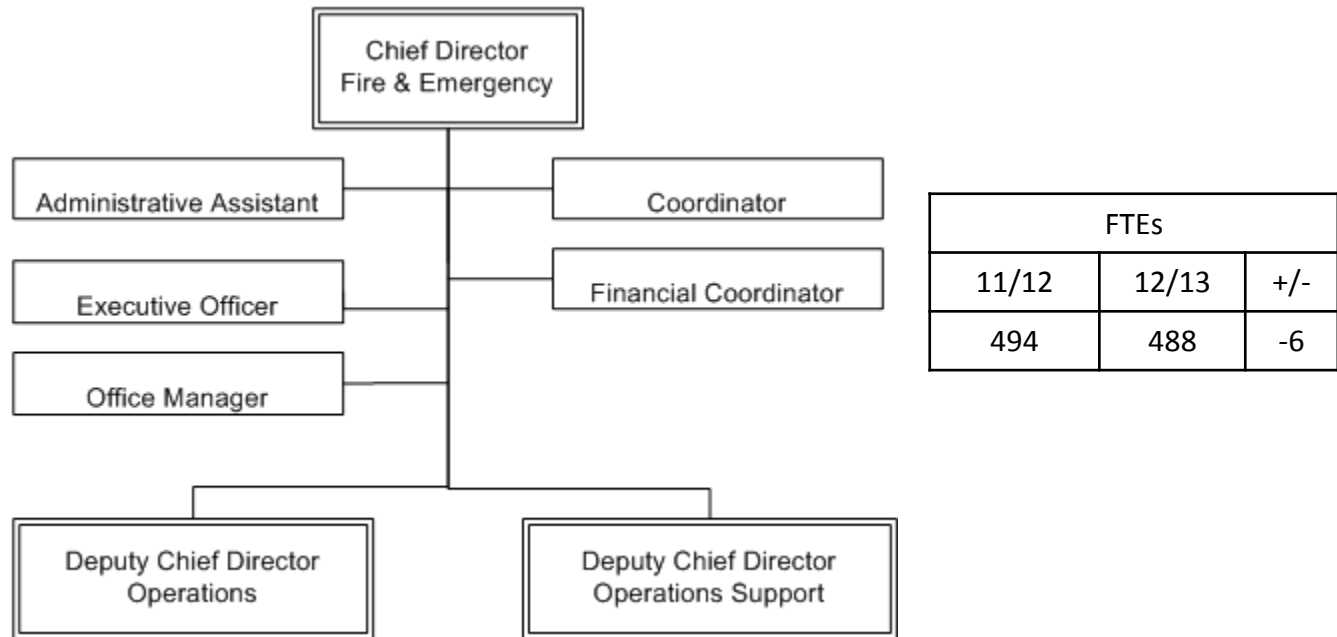 Chief Director
Fire & Emergency
Administrative Assistant
Coordinator
Executive Officer
Financial Coordinator
Office Manager
Deputy Chief Director
Operations
Deputy Chief Director
Operations Support
FTEs
11/12 12/13 +/-
494 488 -6